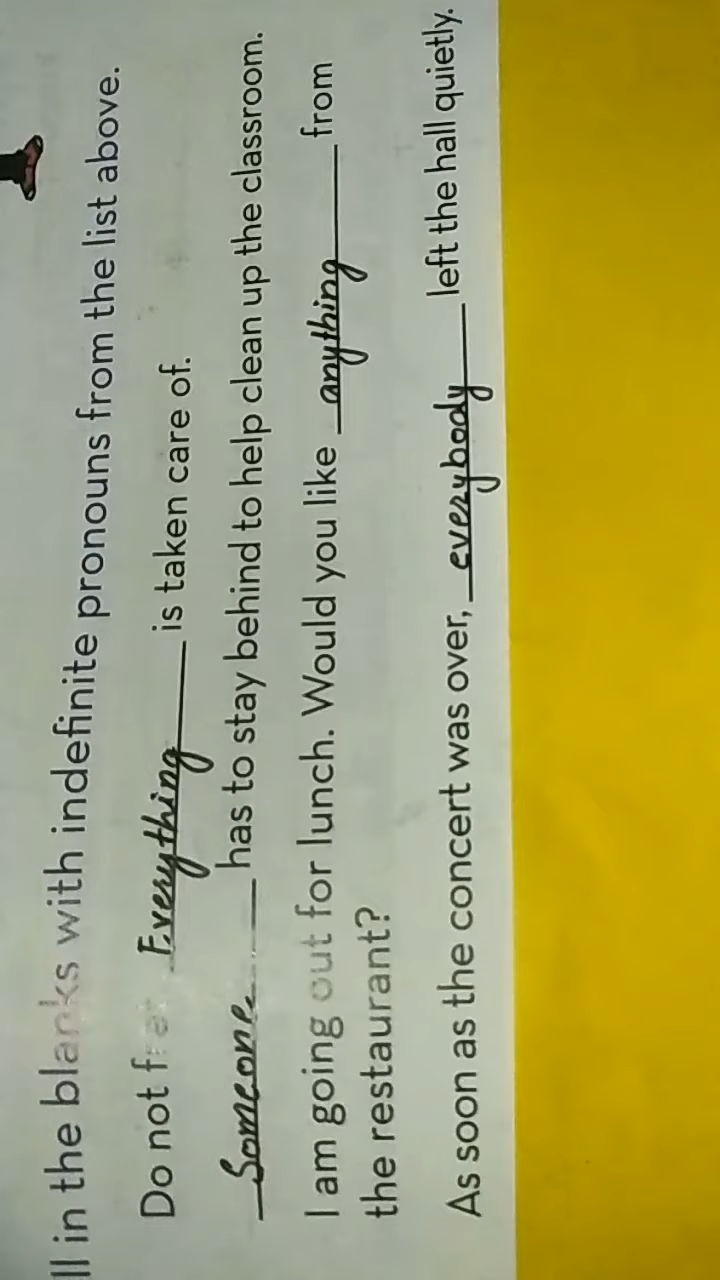 ll in the blanks with indefinite pronouns from the list above.
Do not fret. Everything is taken care of.
Someone has to stay behind to help clean up the classroom.
I am going out for lunch. Would you like anything from
the restaurant?
As soon as the concert was over, everybody left the hall quietly.